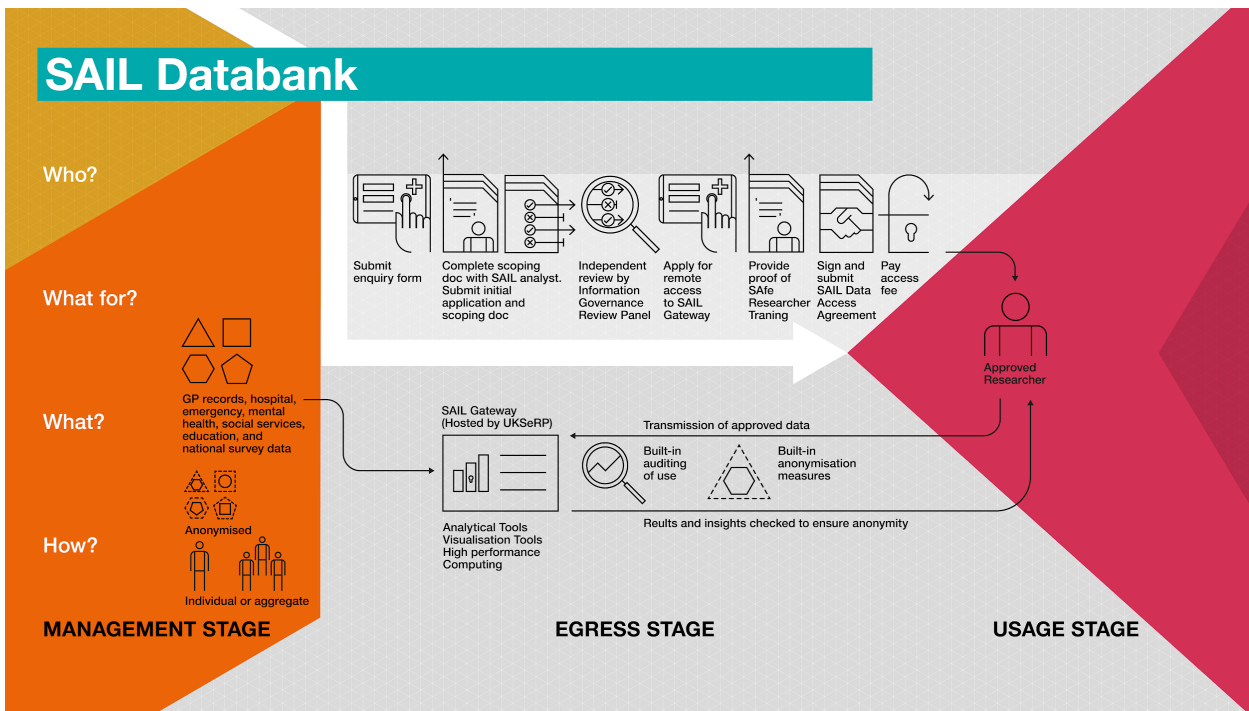 SAIL Databank
Who?
Submit
enquiry form
Complete scoping
doc with SAIL analyst.
Submit initial
application and
scoping doc
Independent
review by
Information
Governance
Review Panel
Apply for
remote
access
to SAIL
Gateway
Provide
proof of
SAfe
Researcher
Traning
Sign and
submit
SAIL Data
Access
Agreement
Pay
access
fee
What for?
Approved
Researcher
What?
GP records, hospital,
emergency, mental
health, social services,
education, and
national survey data
SAIL Gateway
(Hosted by UKSeRP)
Transmission of approved data
Built-in
auditing
of use
Built-in
anonymisation
measures
Reults and insights checked to ensure anonymity
Analytical Tools
Visualisation Tools
High performance
Computing
How?
Anonymised
Individual or aggregate
MANAGEMENT STAGE
EGRESS STAGE
USAGE STAGE